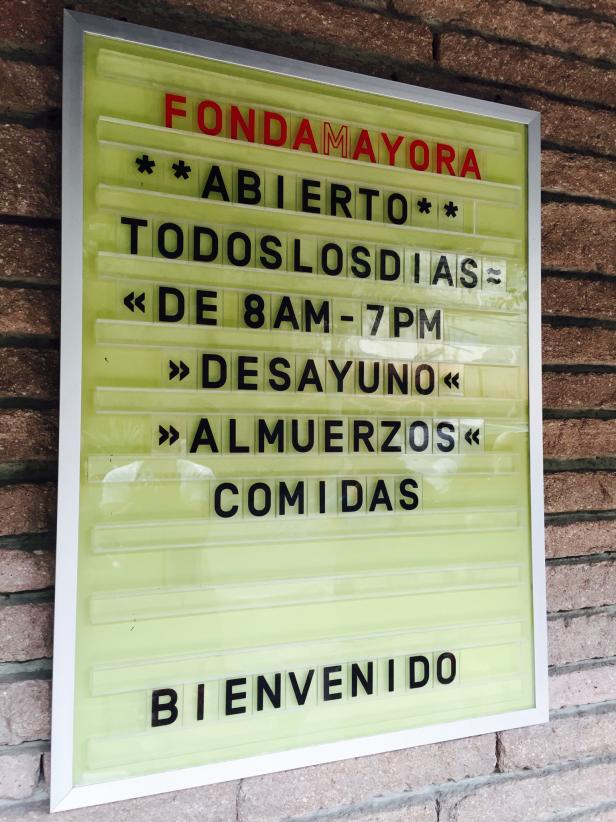 FONDAMAYORA
**ABIERTO**
TODOSLOSDIAS≈
«DE 8AM-7PM
»DESAYUNO«
»ALMUERZOS«
COMIDAS
BIENVENIDO